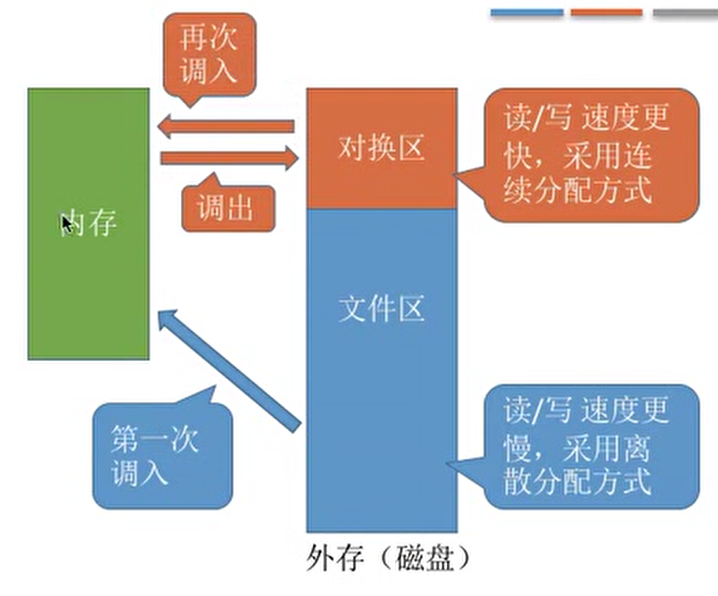 再次
调入
对换区
读/写 速度更
快，采用连
续分配方式
调出
内存
文件区
第一次
调入
读/写 速度更
慢，采用离
散分配方式
外存（磁盘）